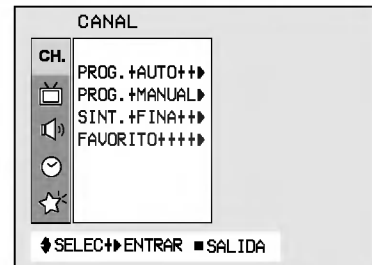 CANAL
CH.
PROG.+AUTO++▶
PROG.+MANUAL▶
SINT.+FINA++▶
FAVORITO++++▶
⧫SELEC+▶ENTRAR ■SALIDA